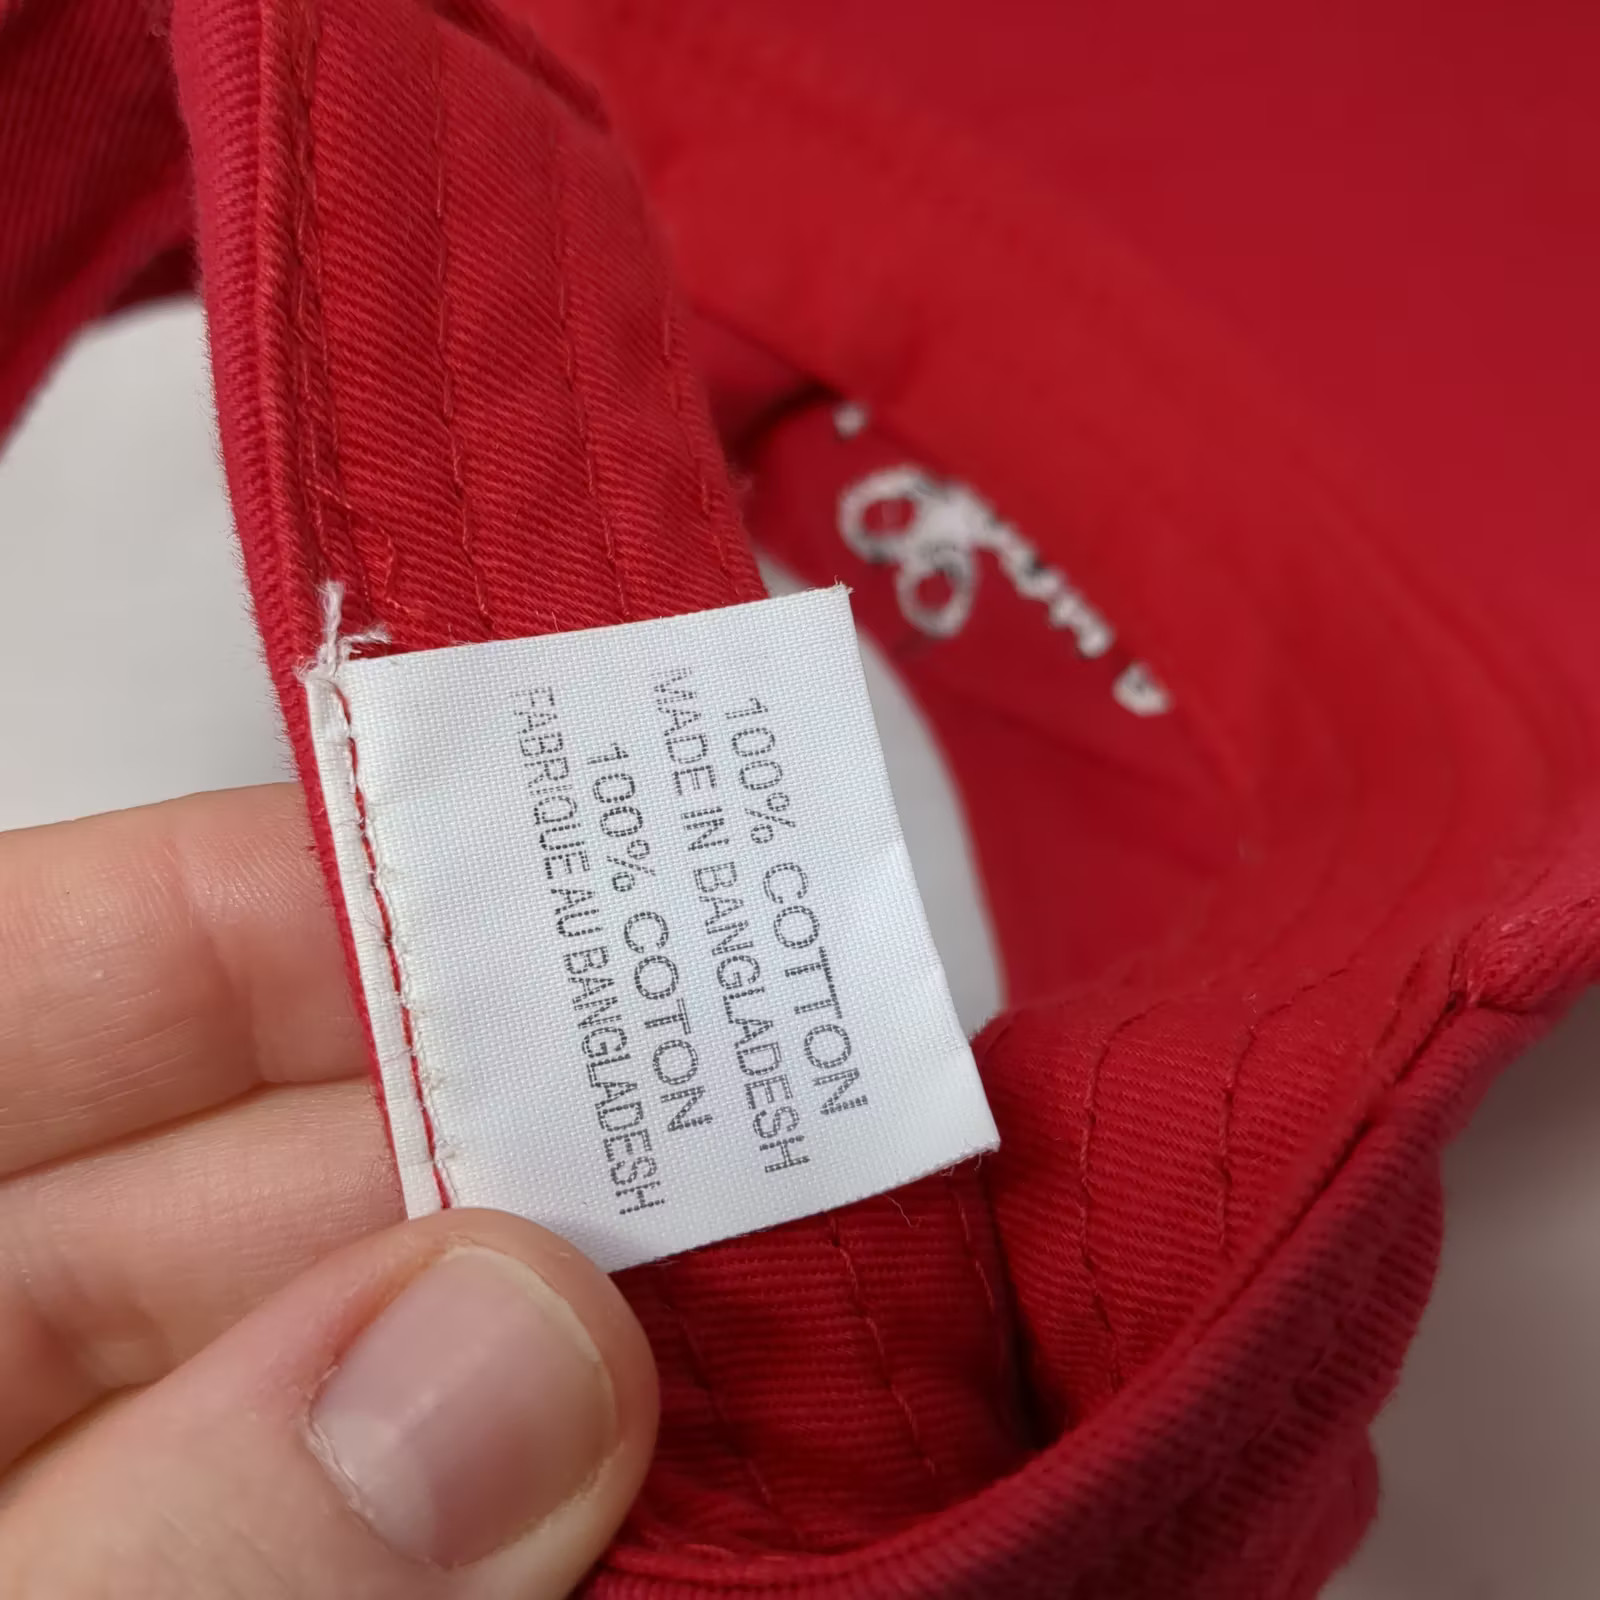 100% COTTON
MADE IN BANGLADESH
100% COTON
FABRIQUE AU BANGLADESH